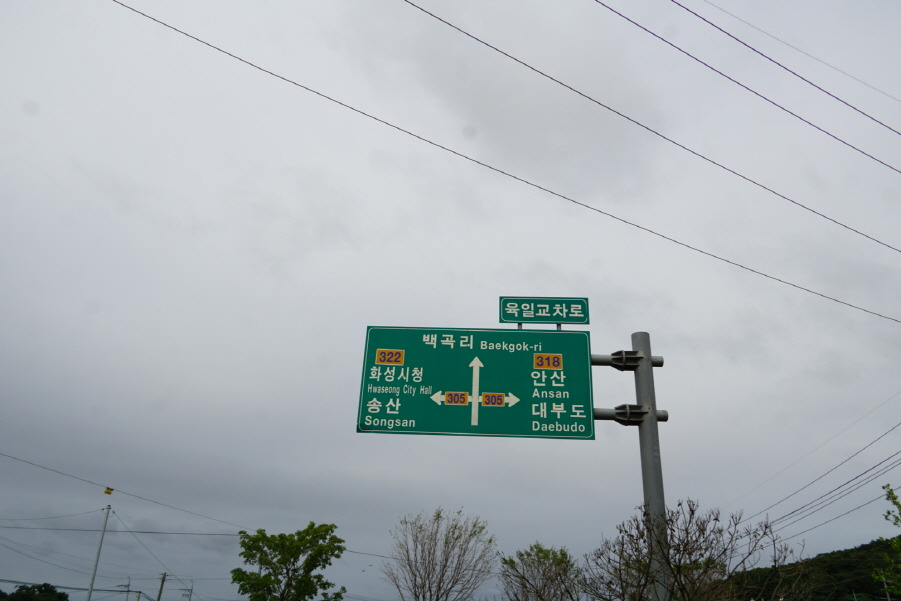 육일교차로
백곡리 Baekgok-ri
322
화성시청
Hwaseong City Hall
송산
Songsan
305
305
318
안산
Ansan
대부도
Daebudo